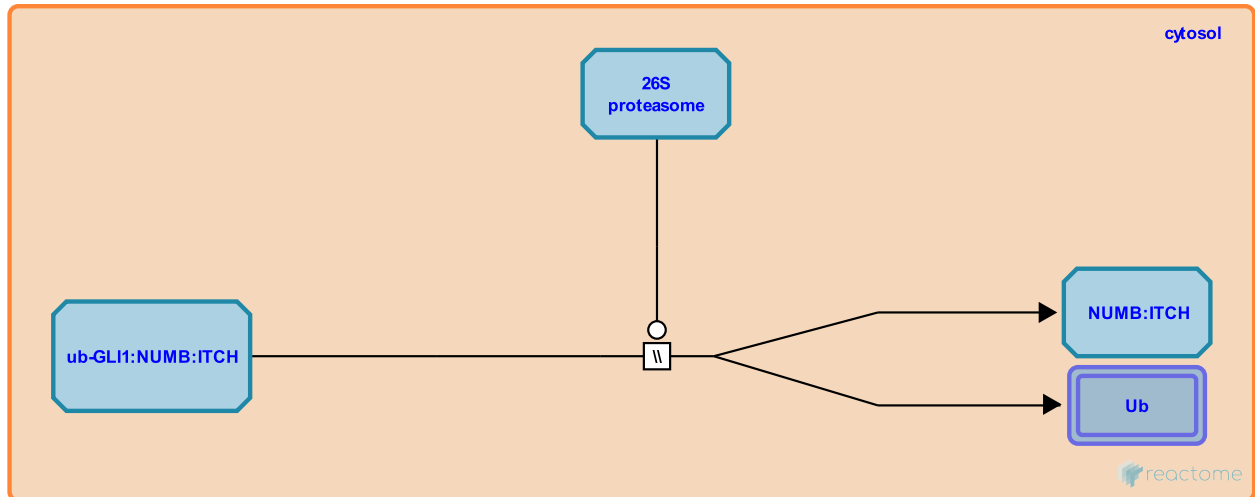 cytosol
26S
proteasome
NUMB:ITCH
ub-GLI1:NUMB:ITCH
\\
Ub
reactome